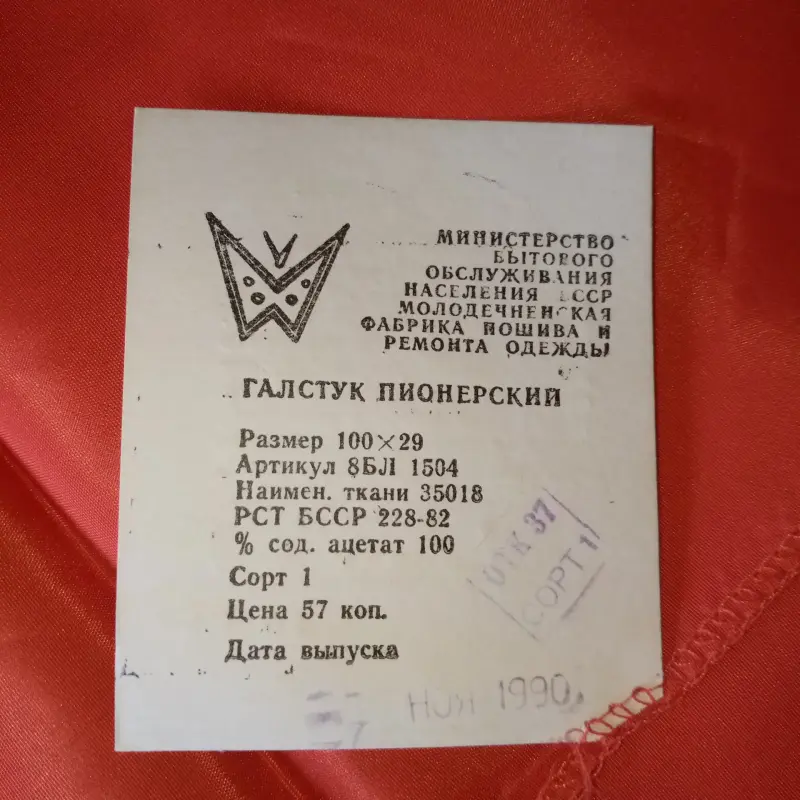 МИНИСТЕРСТВО
БЫТОВОГО
ОБСЛУЖИВАНИЯ
НАСЕЛЕНИЯ БССР
МОЛОДЕЧНЕНСКАЯ
ФАБРИКА ПОШИВА И
РЕМОНТА ОДЕЖДЫ
ГАЛСТУК ПИОНЕРСКИЙ
Размер 100×29
Артикул 8БЛ 1504
Наимен. ткани 35018
РСТ БССР 228-82
% сод. ацетат 100
Сорт 1
Цена 57 коп.
Дата выпуска
ОТК 37
СОРТ 1
НОЯ 1990